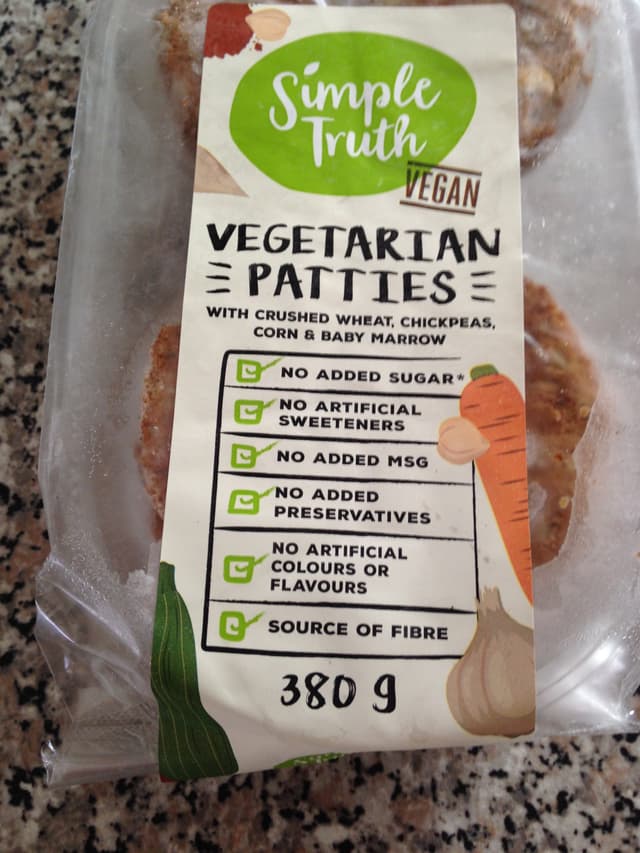 Simple
Truth
VEGAN
VEGETARIAN
PATTIES
WITH CRUSHED WHEAT, CHICKPEAS,
CORN & BABY MARROW
NO ADDED SUGAR*
NO ARTIFICIAL
SWEETENERS
NO ADDED MSG
NO ADDED
PRESERVATIVES
NO ARTIFICIAL
COLOURS OR
FLAVOURS
SOURCE OF FIBRE
380 g